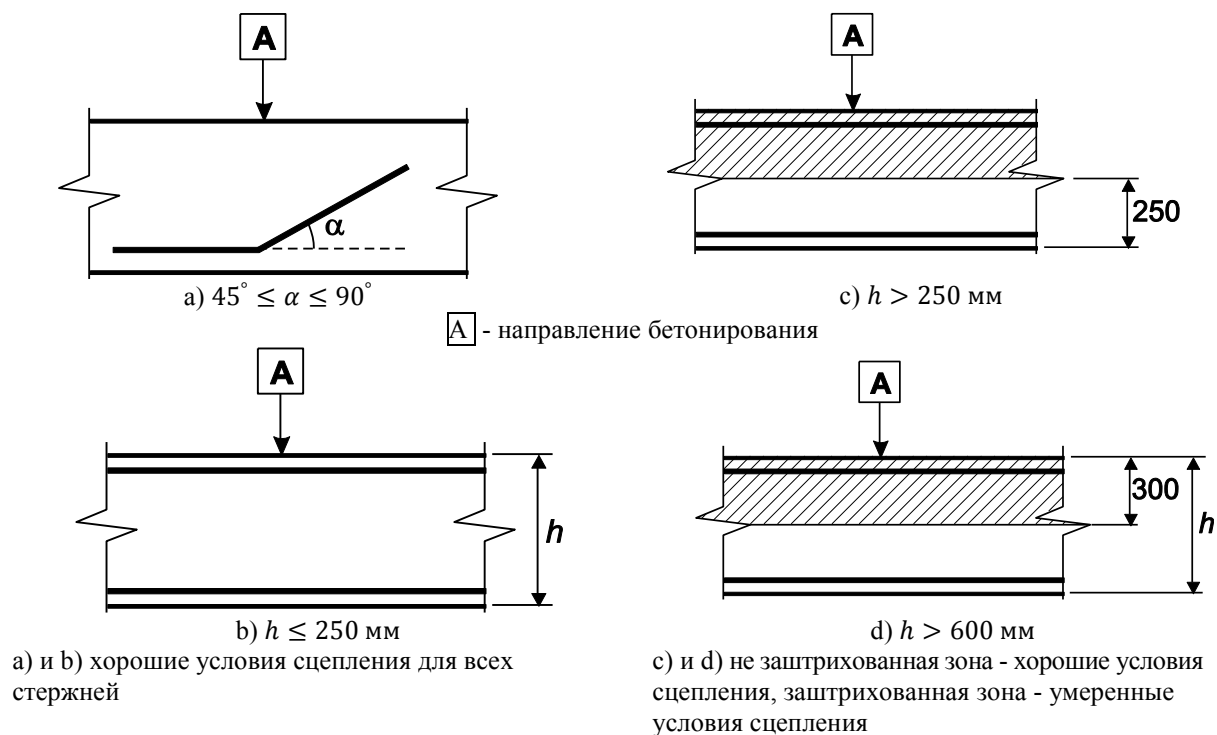 A
α
a) 45° ≤ α ≤ 90°
A
250
c) h > 250 мм
A - направление бетонирования
A
h
b) h ≤ 250 мм
a) и b) хорошие условия сцепления для всех
стержней
A
300
h
d) h > 600 мм
c) и d) не заштрихованная зона - хорошие условия
сцепления, заштрихованная зона - умеренные
условия сцепления